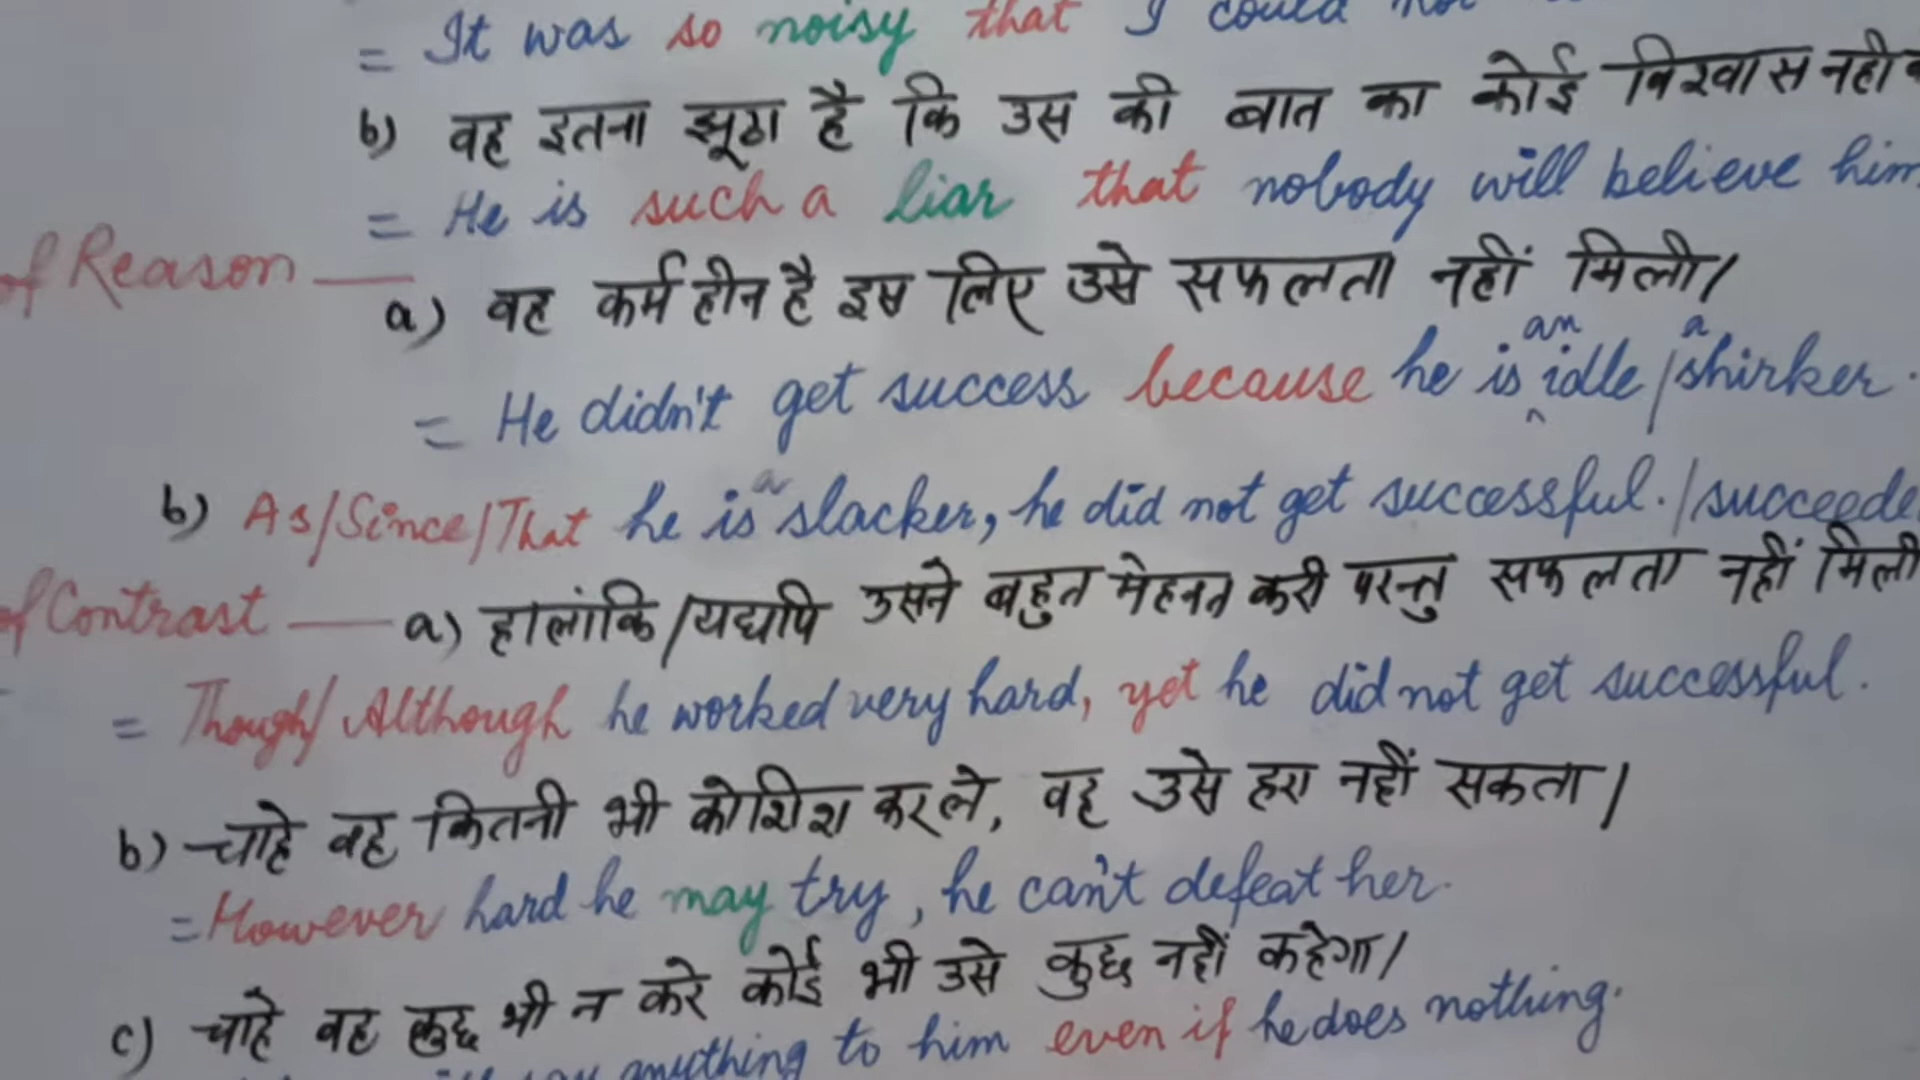 = It was so noisy that I could not
b) वह इतना झूठा है कि उस की बात का कोई विश्वास नहीं
= He is such a liar that nobody will believe him
of Reason —
a) वह कर्म हीन है इस लिए उसे सफलता नहीं मिली।
an a
= He didn't get success because he is ^ idle / shirker.
a
b) As/Since/That he is slacker, he did not get successful. / succeede
of Contrast — a) हालांकि / यद्यपि उसने बहुत मेहनत करी परन्तु सफलता नहीं मिली
= Though/ Although he worked very hard, yet he did not get successful.
b) चाहे वह कितनी भी कोशिश करले, वह उसे हरा नहीं सकता।
= However hard he may try, he can't defeat her.
c) चाहे वह कुछ भी न करे कोई भी उसे कुछ नहीं कहेगा।
say anything to him even if he does nothing.